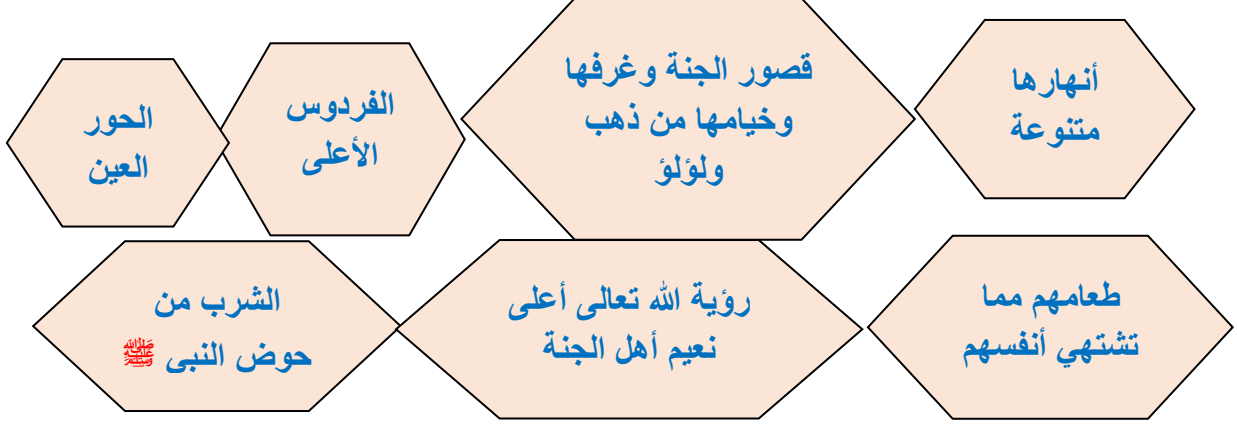 أنهارها
متنوعة
قصور الجنة وغرفها
وخيامها من ذهب
ولؤلؤ
الفردوس
الأعلى
الحور
العين
طعامهم مما
تشتهي أنفسهم
رؤية الله تعالى أعلى
نعيم أهل الجنة
الشرب من
حوض النبى ﷺ